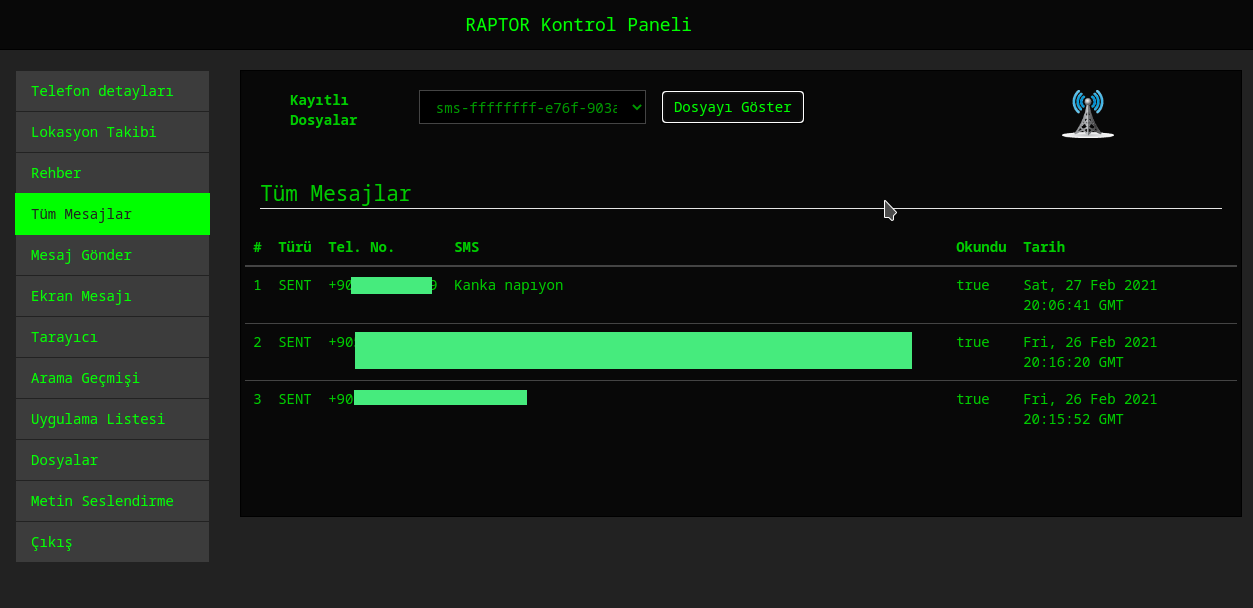 RAPTOR Kontrol Paneli
Telefon detayları
Lokasyon Takibi
Rehber
Tüm Mesajlar
Mesaj Gönder
Ekran Mesajı
Tarayıcı
Arama Geçmişi
Uygulama Listesi
Dosyalar
Metin Seslendirme
Çıkış
Kayıtlı
Dosyalar
sms-ffffffff-e76f-903a
Dosyayı Göster
Tüm Mesajlar
# Türü Tel. No. SMS Okundu Tarih
1 SENT +90 9 Kanka napıyon true Sat, 27 Feb 2021
20:06:41 GMT
2 SENT +90 true Fri, 26 Feb 2021
20:16:20 GMT
3 SENT +90 true Fri, 26 Feb 2021
20:15:52 GMT